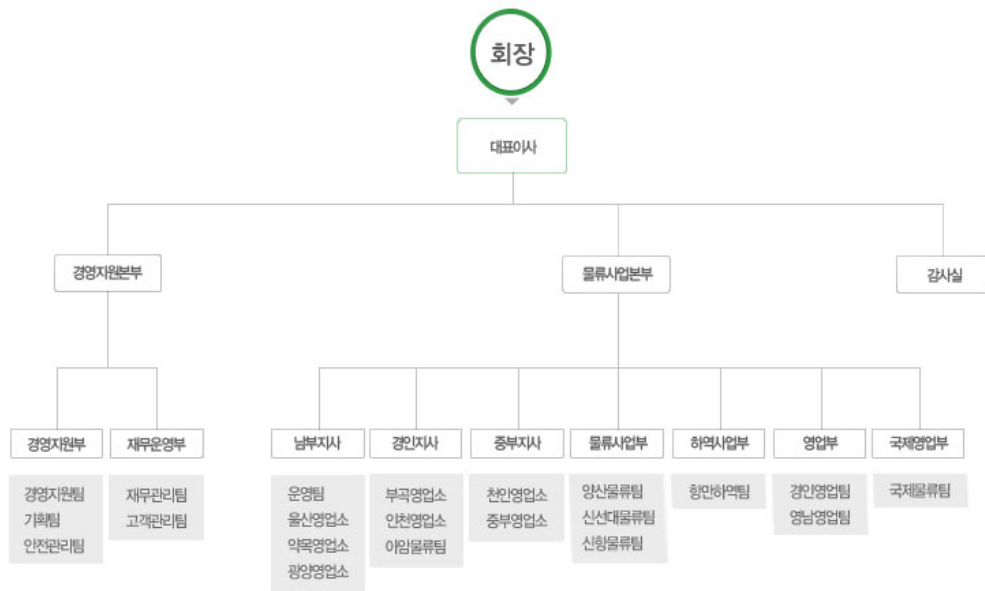 회장
대표이사
경영지원본부
물류사업본부
감사실
경영지원부
재무운영부
남부지사
경인지사
중부지사
물류사업부
하역사업부
영업부
국제영업부
경영지원팀
기획팀
안전관리팀
재무관리팀
고객관리팀
운영팀
울산영업소
약목영업소
광양영업소
부곡영업소
인천영업소
아암물류팀
천안영업소
중부영업소
양산물류팀
신선대물류팀
신항물류팀
항만하역팀
경인영업팀
영남영업팀
국제물류팀